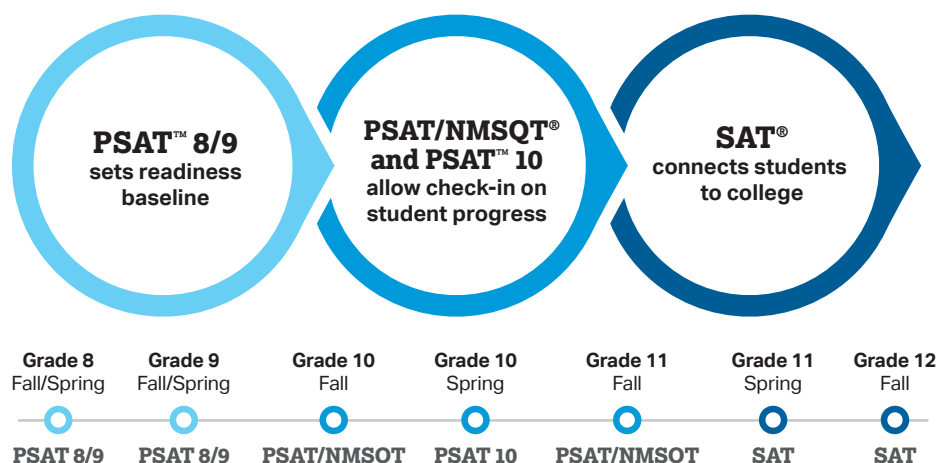 PSAT™ 8/9
sets readiness
baseline
PSAT/NMSQT®
and PSAT™ 10
allow check-in on
student progress
SAT®
connects students
to college
Grade 8
Fall/Spring
Grade 9
Fall/Spring
Grade 10
Fall
Grade 10
Spring
Grade 11
Fall
Grade 11
Spring
Grade 12
Fall
PSAT 8/9
PSAT 8/9
PSAT/NMSOT
PSAT 10
PSAT/NMSOT
SAT
SAT